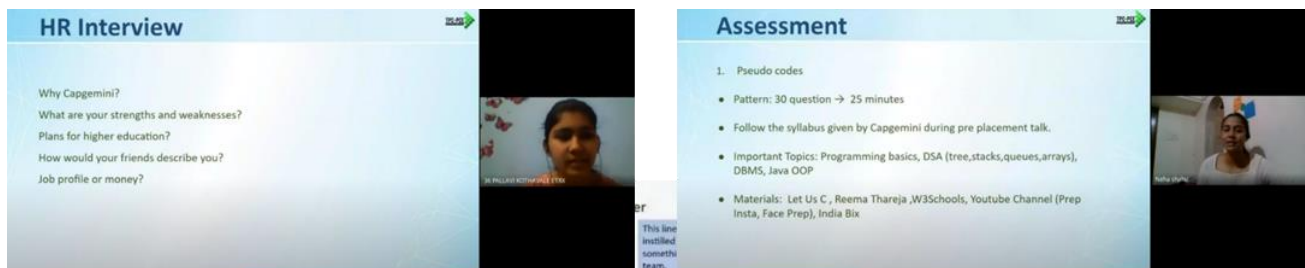 HR Interview
Why Capgemini?
What are your strengths and weaknesses?
Plans for higher education?
How would your friends describe you?
Job profile or money?
er
This line
instilled
somethi
team.
Assessment
1. Pseudo codes
• Pattern: 30 question → 25 minutes
• Follow the syllabus given by Capgemini during pre placement talk.
• Important Topics: Programming basics, DSA (tree,stacks,queues,arrays),
DBMS, Java OOP
• Materials: Let Us C , Reema Thareja ,W3Schools, Youtube Channel (Prep
Insta, Face Prep), India Bix